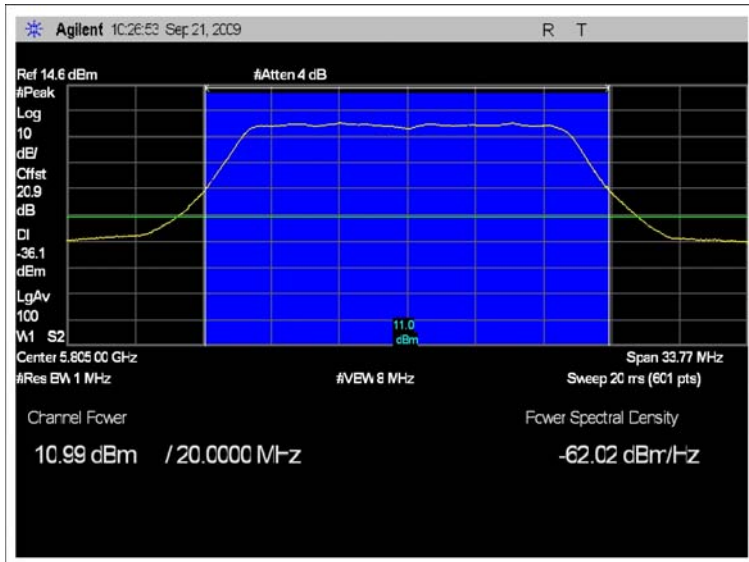 Agilent 10:26:53 Sep 21, 2009 R T
Ref 14.6 dBm #Atten 4 dB
#Peak
Log
10
dB/
Offst
20.9
dB
DI
-36.1
dBm
LgAv
100
W1 S2
11.0
dBm
Center 5.805 00 GHz Span 33.77 MHz
#Res BW 1 MHz #VBW 8 MHz Sweep 20 ms (601 pts)
Channel Power Power Spectral Density
10.99 dBm / 20.0000 MHz -62.02 dBm/Hz